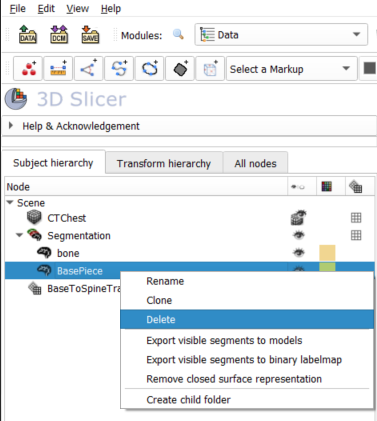 File Edit View Help
DATA DCM SAVE Modules: Data
Select a Markup
3D Slicer
Help & Acknowledgement
Subject hierarchy Transform hierarchy All nodes
Node
Scene
CTChest
Segmentation
bone
BasePiece
Rename
BaseToSpineTra
Clone
Delete
Export visible segments to models
Export visible segments to binary labelmap
Remove closed surface representation
Create child folder